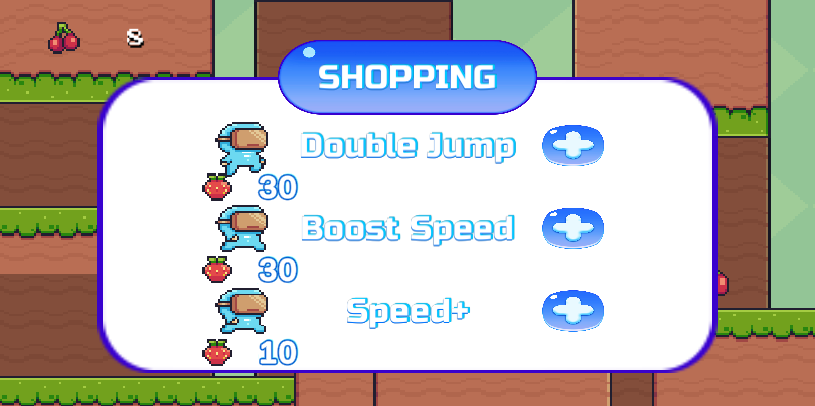 8
SHOPPING
Double Jump
30
Boost Speed
30
Speed+
10